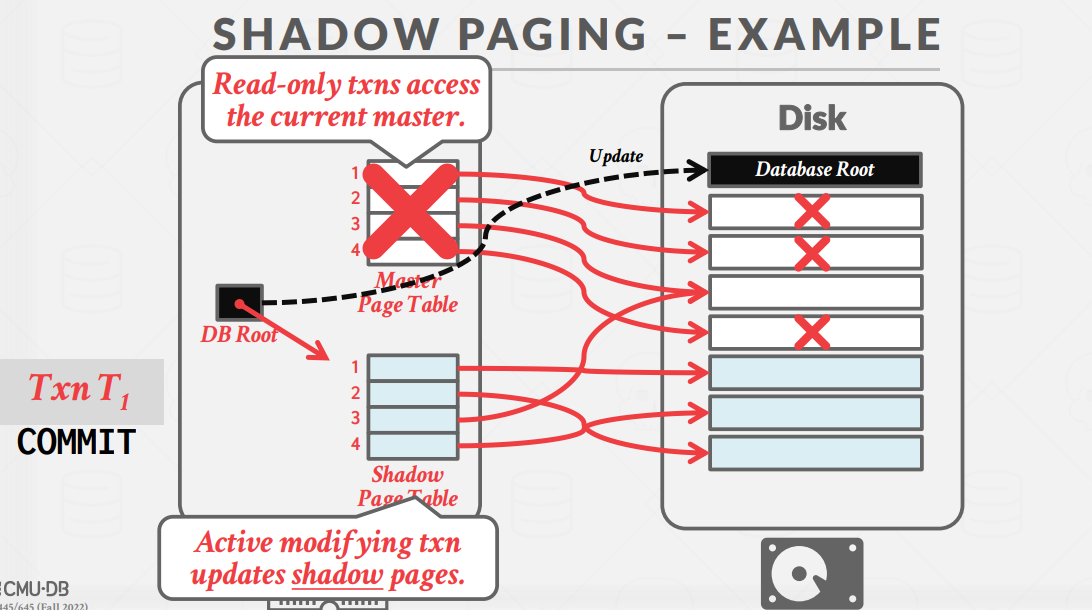 SHADOW PAGING – EXAMPLE
Read-only txns access
the current master.
Disk
Update
Database Root
1
2
3
4
Master
Page Table
DB Root
1
2
3
4
Txn T1
COMMIT
Shadow
Page Table
Active modifying txn
updates shadow pages.
CMU·DB
445/645 (Fall 2022)